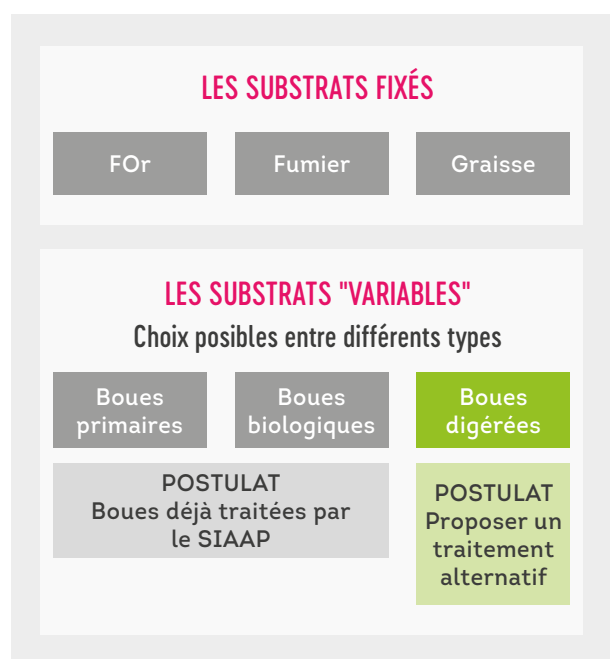 LES SUBSTRATS FIXÉS
FOr
Fumier
Graisse
LES SUBSTRATS "VARIABLES"
Choix posibles entre différents types
Boues
primaires
Boues
biologiques
Boues
digérées
POSTULAT
Boues déjà traitées par
le SIAAP
POSTULAT
Proposer un
traitement
alternatif